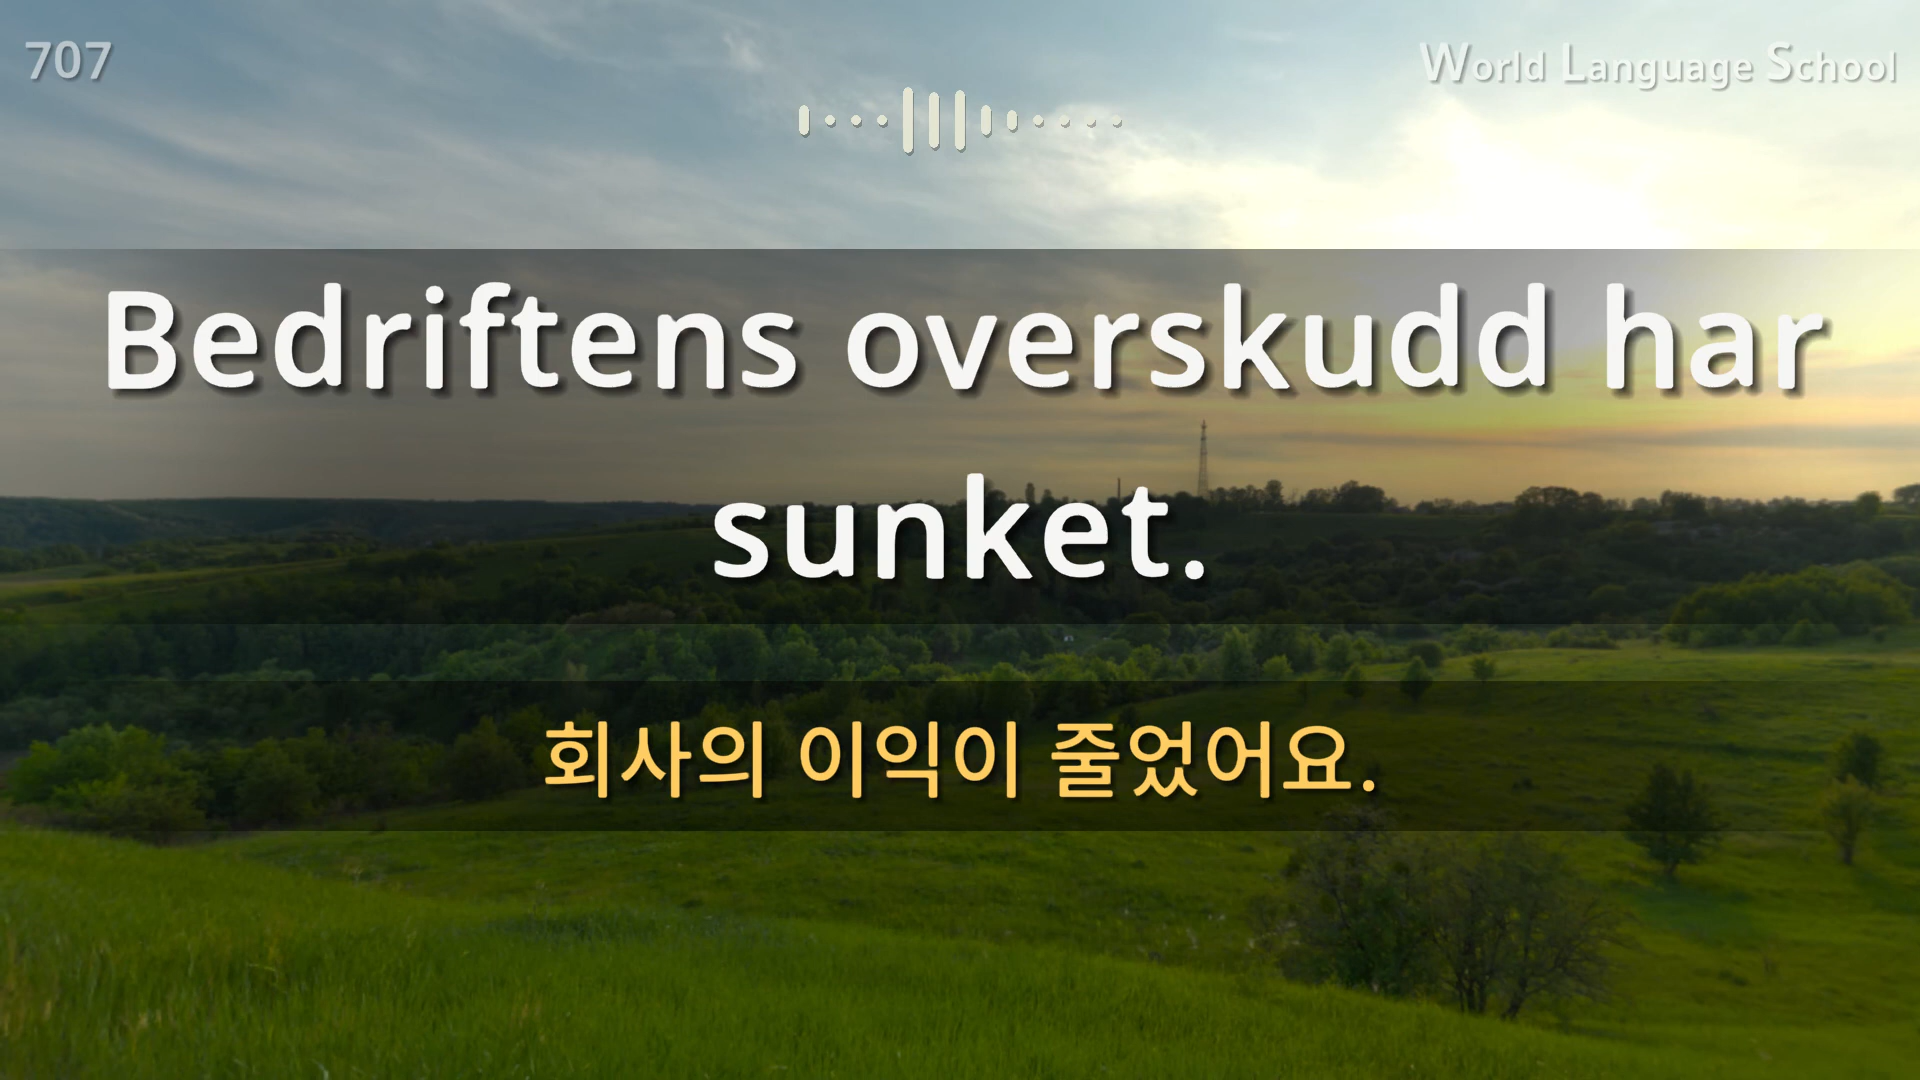 707
World Language School
Bedriftens overskudd har
sunket.
회사의 이익이 줄었어요.